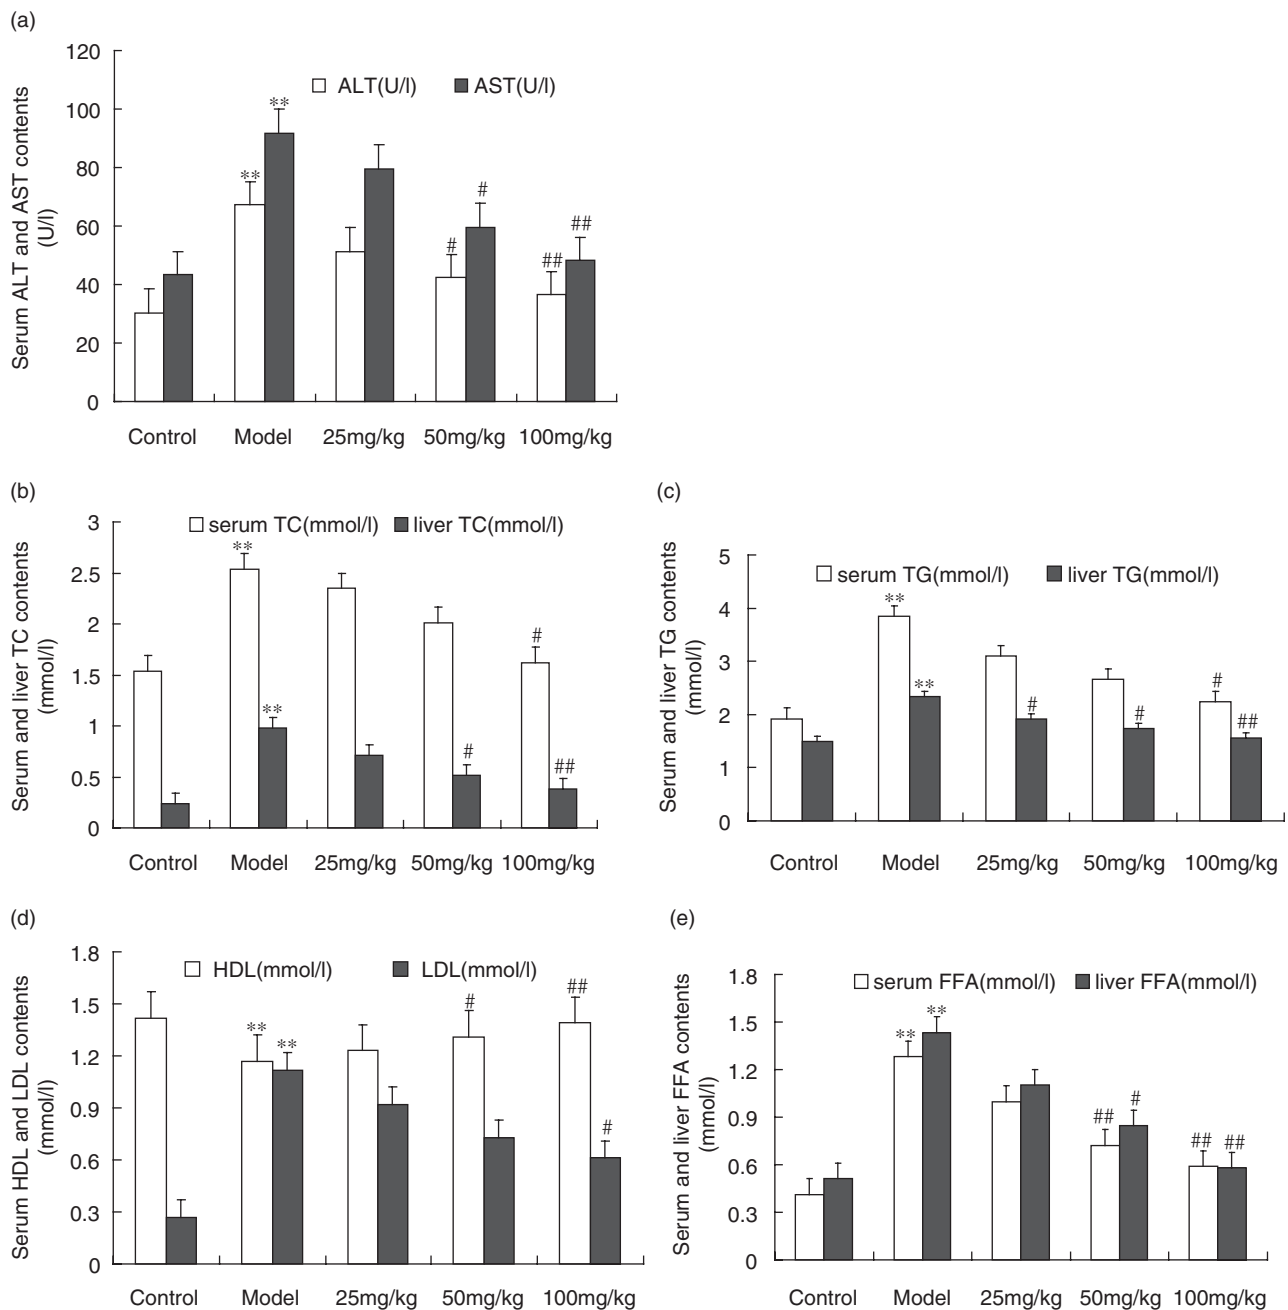 (a)
120
100
80
60
40
20
0
Serum ALT and AST contents
(U/l)
ALT(U/l) AST(U/l)
** **
# #
## ##
Control Model 25mg/kg 50mg/kg 100mg/kg
(b)
3
2.5
2
1.5
1
0.5
0
Serum and liver TC contents
(mmol/l)
serum TC(mmol/l) liver TC(mmol/l)
** **
#
# ##
Control Model 25mg/kg 50mg/kg 100mg/kg
(c)
5
4
3
2
1
0
Serum and liver TG contents
(mmol/l)
serum TG(mmol/l) liver TG(mmol/l)
** **
# #
# ##
Control Model 25mg/kg 50mg/kg 100mg/kg
(d)
1.8
1.5
1.2
0.9
0.6
0.3
0
Serum HDL and LDL contents
(mmol/l)
HDL(mmol/l) LDL(mmol/l)
** **
# ##
#
Control Model 25mg/kg 50mg/kg 100mg/kg
(e)
1.8
1.5
1.2
0.9
0.6
0.3
0
Serum and liver FFA contents
(mmol/l)
serum FFA(mmol/l) liver FFA(mmol/l)
** **
## #
## ##
Control Model 25mg/kg 50mg/kg 100mg/kg